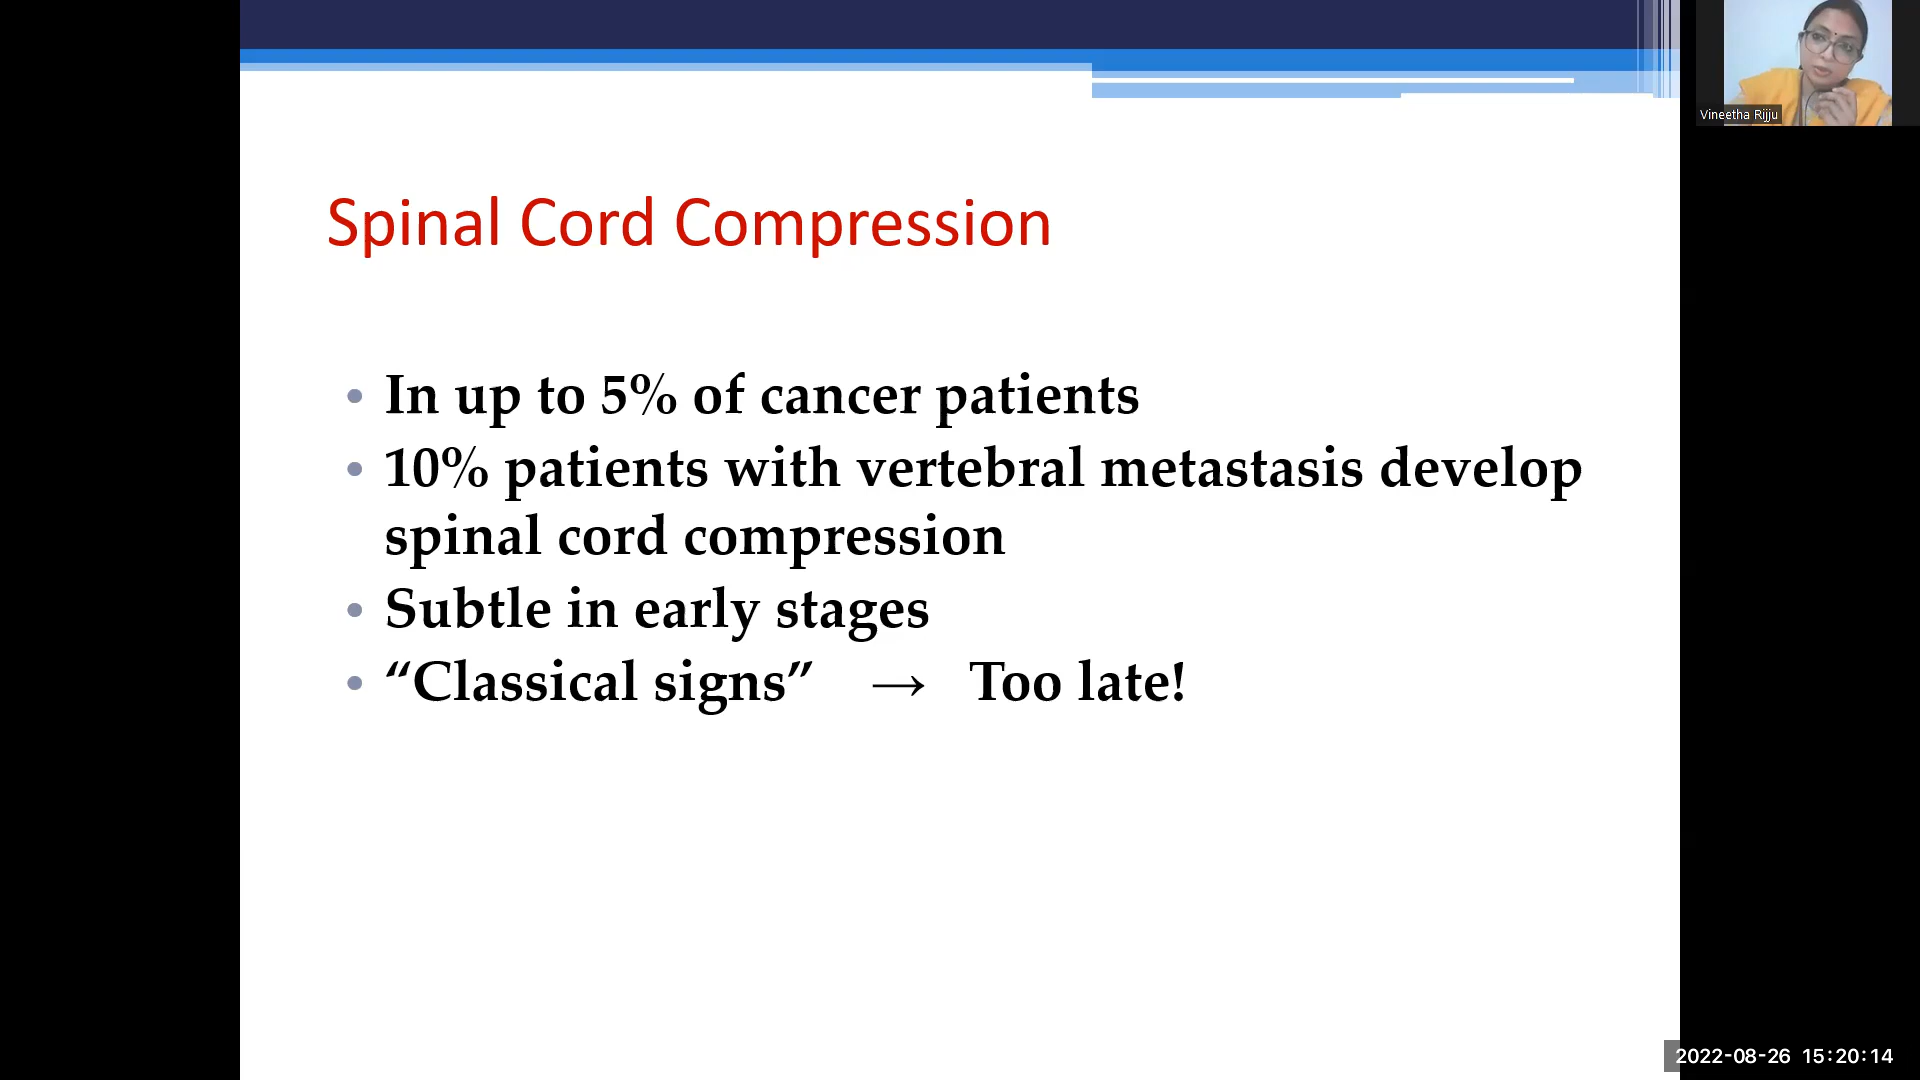 Vineetha Rijju
Spinal Cord Compression
• In up to 5% of cancer patients
• 10% patients with vertebral metastasis develop
spinal cord compression
• Subtle in early stages
• “Classical signs” → Too late!
2022-08-26 15:20:14